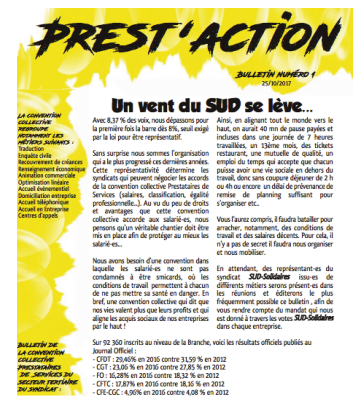 PREST'ACTION
BULLETIN NUMÉRO 1
25/10/2017
LA CONVENTION
COLLECTIVE
REGROUPE
NOTAMMENT LES
MÉTIERS SUIVANTS :
Traduction
Enquête civile
Recouvrement de créances
Renseignement économique
Animation commerciale
Optimisation linéaire
Accueil événementiel
Domiciliation entreprise
Accueil téléphonique
Accueil en Entreprise
Centres d'appels
Un vent du SUD se lève...
Avec 8,37 % des voix, nous dépassons pour
la première fois la barre dès 8%, seuil exigé
par la loi pour être représentatif.
Sans surprise nous sommes l'organisation
qui a le plus progressé ces dernières années.
Cette représentativité détermine les
syndicats qui peuvent négocier les accords
de la convention collective Prestataires de
Services (salaires, classification, égalité
professionnelle...). Au vu du peu de droits
et avantages que cette convention
collective accorde aux salarié-es, nous
pensons qu'un véritable chantier doit être
mis en place afin de protéger au mieux les
salarié-es...
Nous avons besoin d'une convention dans
laquelle les salarié-es ne sont pas
condamnés à être smicards, où les
conditions de travail permettent à chacun
de ne pas mettre sa santé en danger. En
bref, une convention collective qui dit que
nos vies valent plus que leurs profits et qui
aligne les acquis sociaux de nos entreprises
par le haut !
Ainsi, en alignant tout le monde vers le
haut, on aurait 40 mn de pause payées et
incluses dans une journée de 7 heures
travaillées, un 13ème mois, des tickets
restaurant, une mutuelle de qualité, un
emploi du temps qui accepte que chacun
puisse avoir une vie sociale en dehors du
travail, donc sans coupure déjeuner de 2 h
ou 4h ou encore un délai de prévenance de
remise de planning suffisant pour
s'organiser etc..
Vous l'aurez compris, il faudra batailler pour
arracher, notamment, des conditions de
travail et des salaires décents. Pour cela, il
n'y a pas de secret il faudra nous organiser
et nous mobiliser.
En attendant, des représentant-es du
syndicat SUD-Solidaires issu-es de
différents métiers serons présent-es dans
les réunions et éditerons le plus
fréquemment possible ce bulletin , afin de
vous rendre compte du mandat qui nous
est donné à travers les votes SUD-Solidaires
dans chaque entreprise.
BULLETIN DE
LA CONVENTION
COLLECTIVE
PRESTATAIRES
DE SERVICES DU
SECTEUR TERTIAIRE
DU SYNDICAT :
Sur 92 360 inscrits au niveau de la Branche, voici les résultats officiels publiés au
Journal Officiel :
- CFDT : 29,46% en 2016 contre 31,59 % en 2012
- CGT : 23,06 % en 2016 contre 27,85 % en 2012
- FO : 16,28% en 2016 contre 18,32 % en 2012
- CFTC : 17,87% en 2016 contre 18,16 % en 2012
- CFE-CGC : 4,96% en 2016 contre 4,08 % en 2012